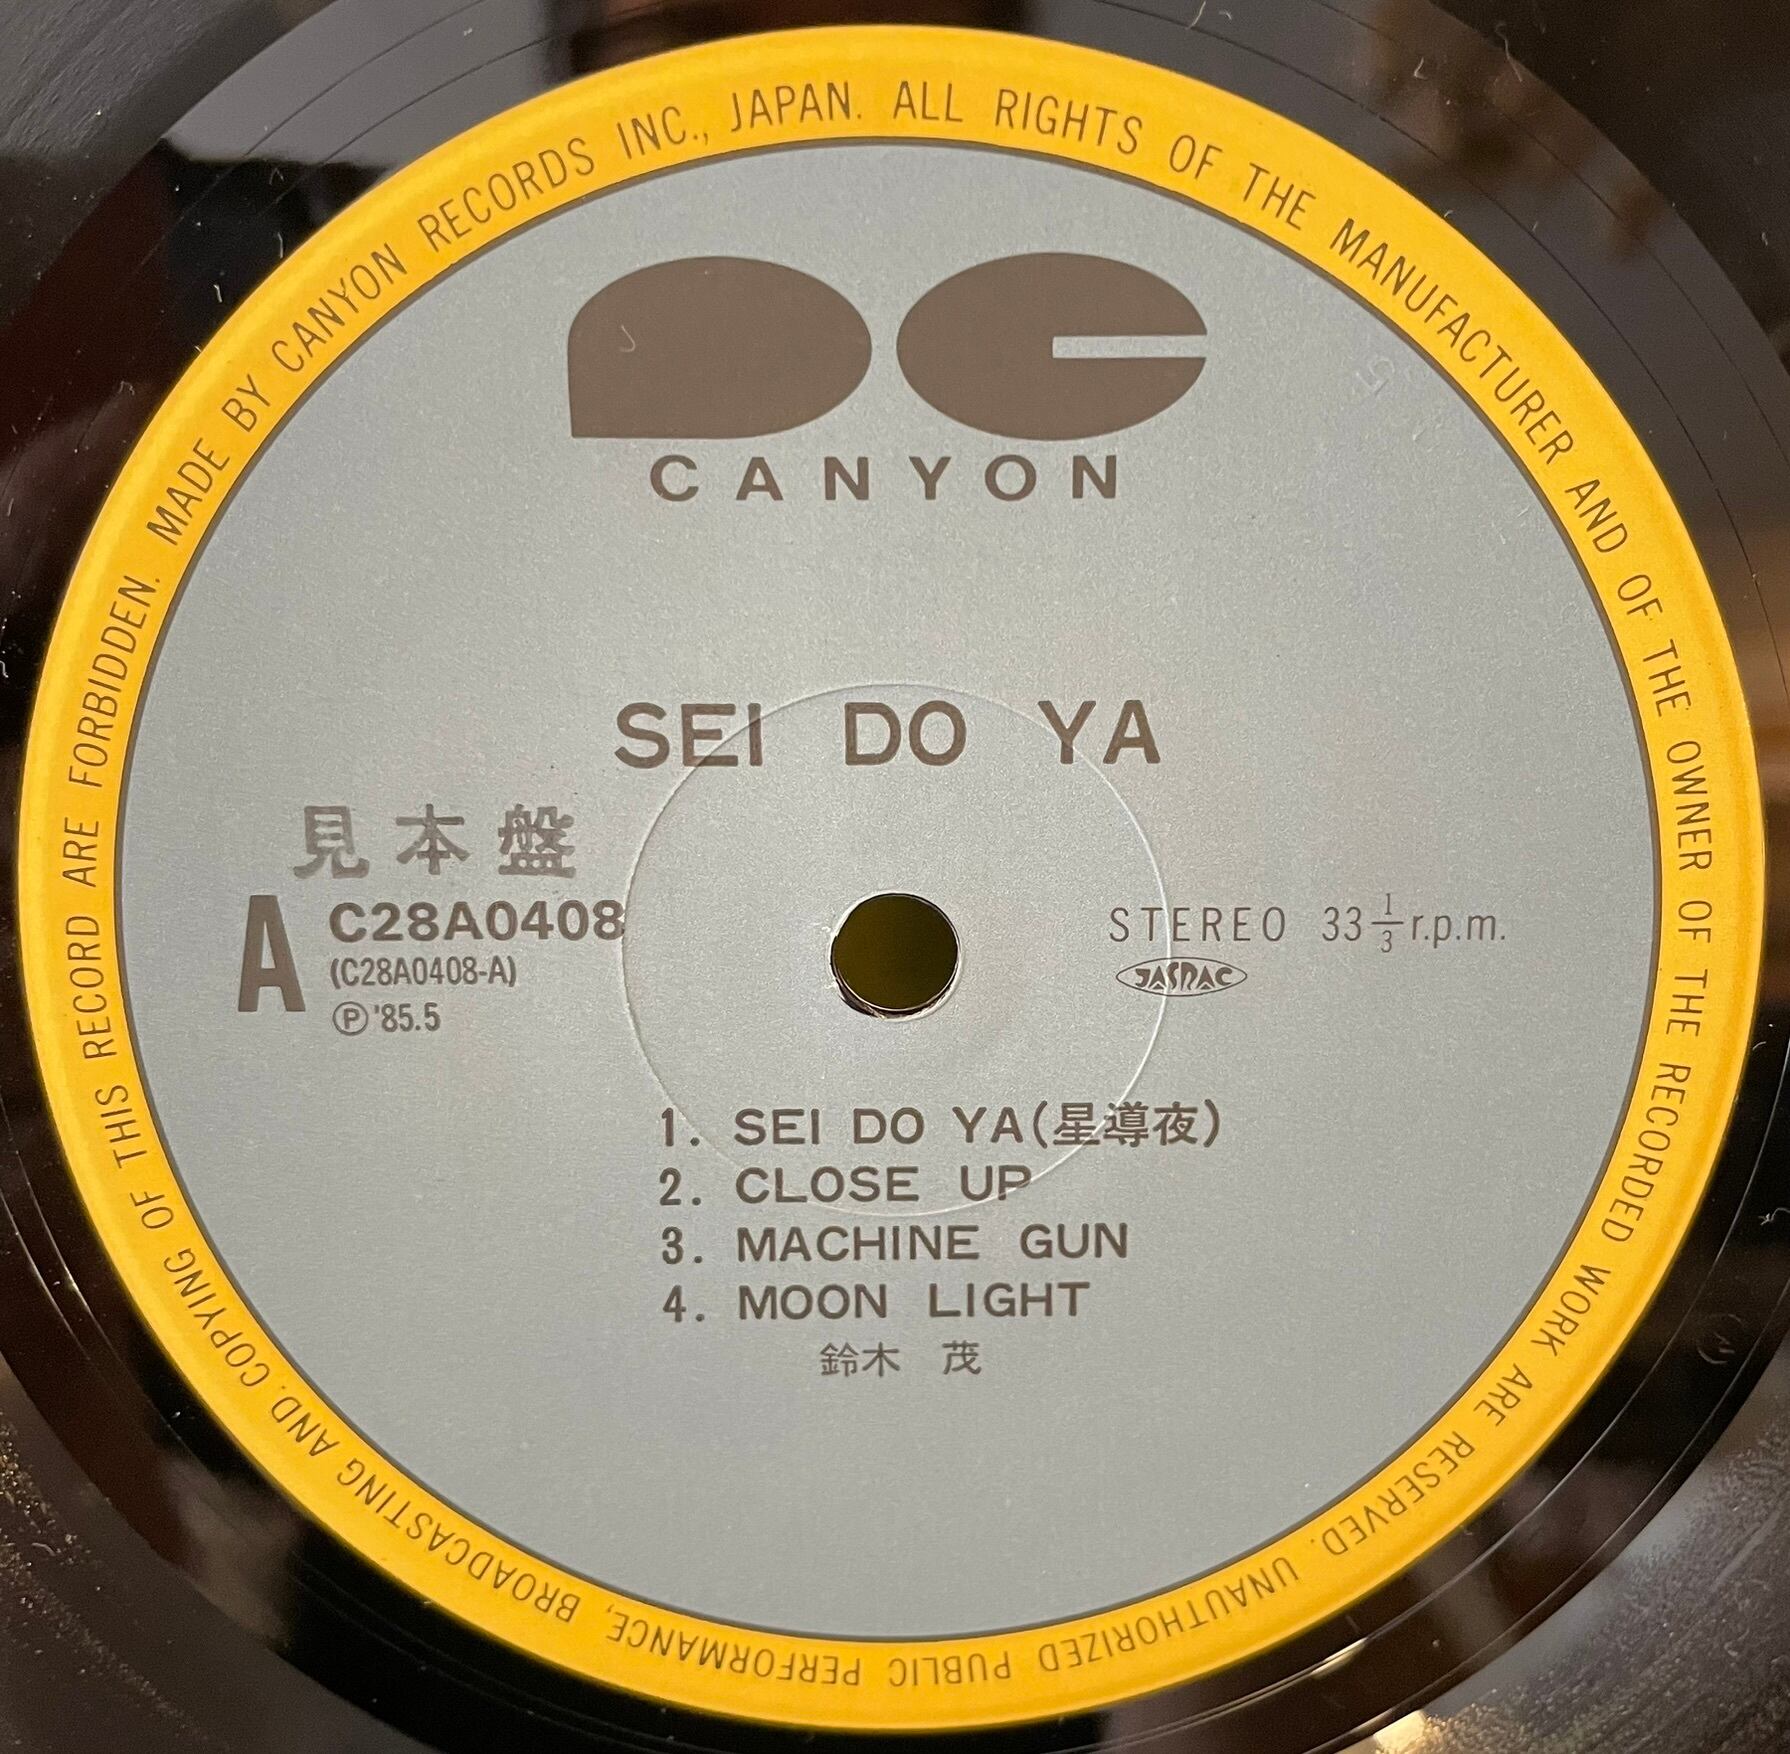 MADE BY CANYON RECORDS INC., JAPAN. ALL RIGHTS OF THE MANUFACTURER AND OF THE OWNER OF THE RECORDED WORK ARE RESERVED. UNAUTHORIZED PUBLIC PERFORMANCE, BROADCASTING AND COPYING OF THIS RECORD ARE FORBIDDEN.
PC
CANYON
SEI DO YA
見本盤
A
C28A0408
(C28A0408-A)
Ⓟ'85.5
STEREO 33 1/3 r.p.m.
JASRAC
1. SEI DO YA(星導夜)
2. CLOSE UP
3. MACHINE GUN
4. MOON LIGHT
鈴木 茂